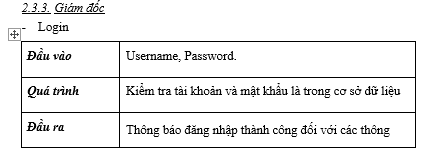 2.3.3. Giám đốc
- Login
Đầu vào Username, Password.
Quá trình Kiểm tra tài khoản và mật khẩu là trong cơ sở dữ liệu
Đầu ra Thông báo đăng nhập thành công đối với các thông